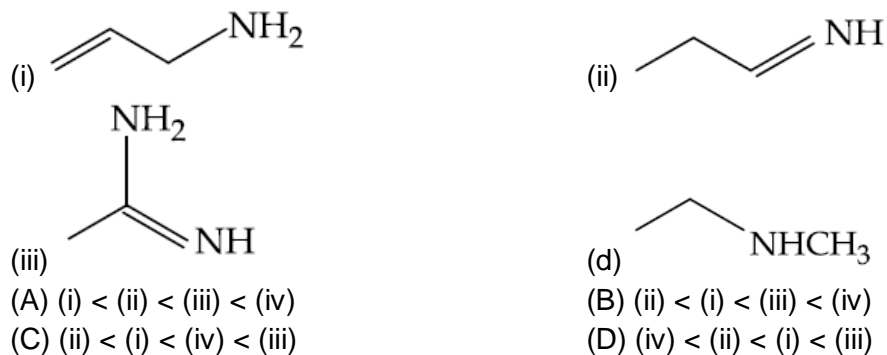 (i) NH₂ (ii) NH
NH₂
(iii) NH (d) NHCH₃
(A) (i) < (ii) < (iii) < (iv) (B) (ii) < (i) < (iii) < (iv)
(C) (ii) < (i) < (iv) < (iii) (D) (iv) < (ii) < (i) < (iii)